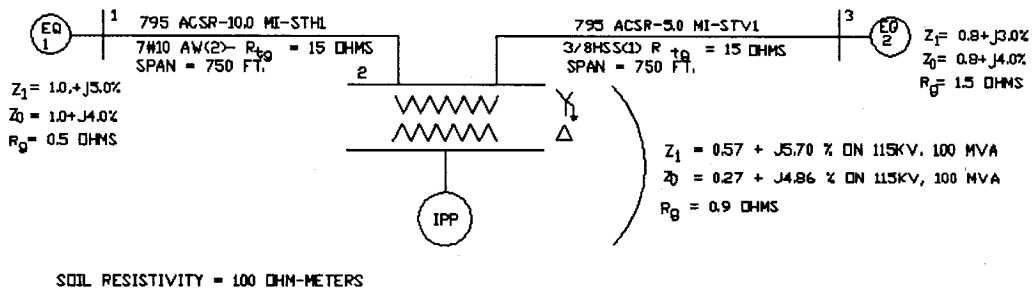 EQ 1
1
795 ACSR-10.0 MI-STH1
7#10 AW(2)- Rtg = 15 OHMS
SPAN = 750 FT.
795 ACSR-5.0 MI-STV1
3/8HSS(1) R tg = 15 OHMS
SPAN = 750 FT.
3
EQ 2
Z1= 0.8+J3.0%
Z0= 0.8+J4.0%
Rg= 1.5 OHMS
Z1 = 1.0,+J5.0%
Z0 = 1.0+J4.0%
Rg= 0.5 OHMS
2
Y
Δ
Z1 = 0.57 + J5.70 % ON 115KV, 100 MVA
Z0 = 0.27 + J4.86 % ON 115KV, 100 MVA
Rg = 0.9 OHMS
IPP
SOIL RESISTIVITY = 100 OHM-METERS